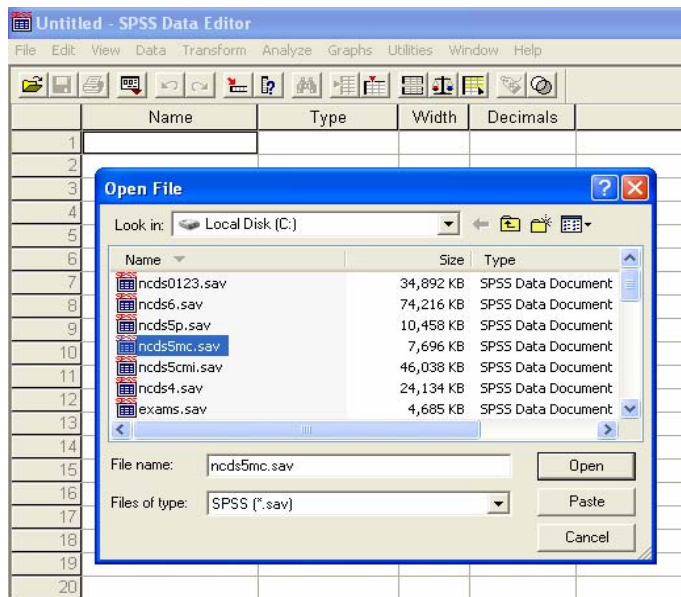 Untitled - SPSS Data Editor
File Edit View Data Transform Analyze Graphs Utilities Window Help
Name Type Width Decimals
1
2
3
4
5
6
7
8
9
10
11
12
13
14
15
16
17
18
19
20
Open File
Look in: Local Disk (C:)
Name Size Type
ncds0123.sav 34,892 KB SPSS Data Document
ncds6.sav 74,216 KB SPSS Data Document
ncds5p.sav 10,458 KB SPSS Data Document
ncds5mc.sav 7,696 KB SPSS Data Document
ncds5cmi.sav 46,038 KB SPSS Data Document
ncds4.sav 24,134 KB SPSS Data Document
exams.sav 4,685 KB SPSS Data Document
File name: ncds5mc.sav Open
Files of type: SPSS (*.sav) Paste
Cancel